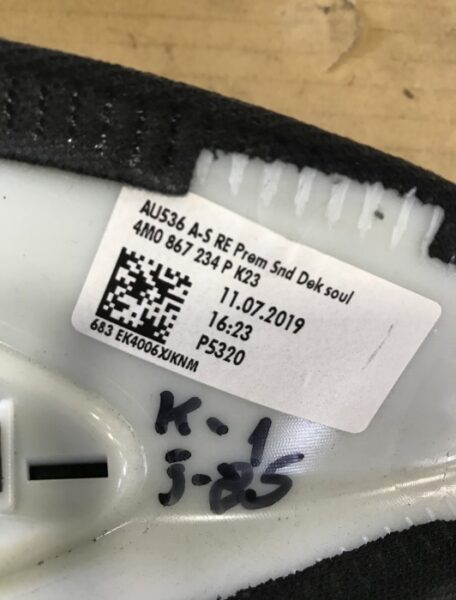 AU536 A-S RE Prem Snd Dek soul
4M0 867 234 P K23
11.07.2019
16:23
P5320
683 EK4006XJKNM
K-1
j-25